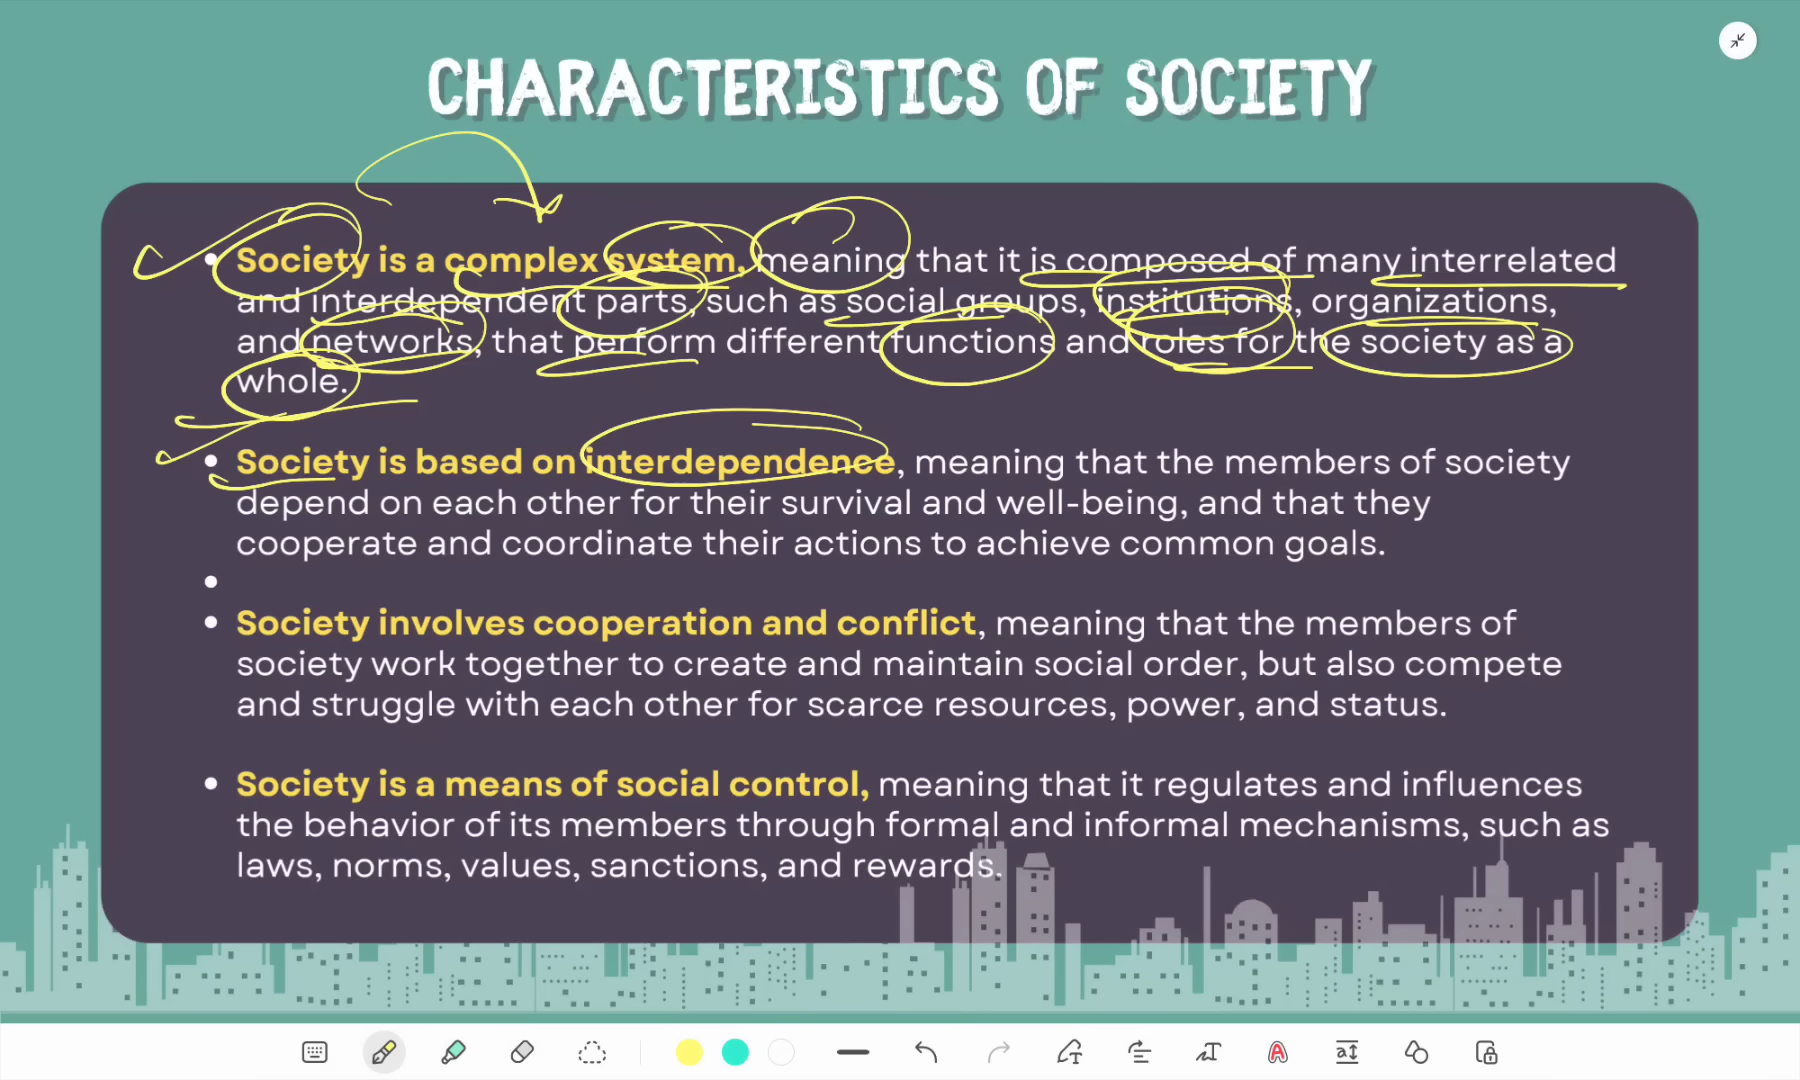 CHARACTERISTICS OF SOCIETY
• Society is a complex system, meaning that it is composed of many interrelated
and interdependent parts, such as social groups, institutions, organizations,
and networks, that perform different functions and roles for the society as a
whole.
• Society is based on interdependence, meaning that the members of society
depend on each other for their survival and well-being, and that they
cooperate and coordinate their actions to achieve common goals.
•
• Society involves cooperation and conflict, meaning that the members of
society work together to create and maintain social order, but also compete
and struggle with each other for scarce resources, power, and status.
• Society is a means of social control, meaning that it regulates and influences
the behavior of its members through formal and informal mechanisms, such as
laws, norms, values, sanctions, and rewards.